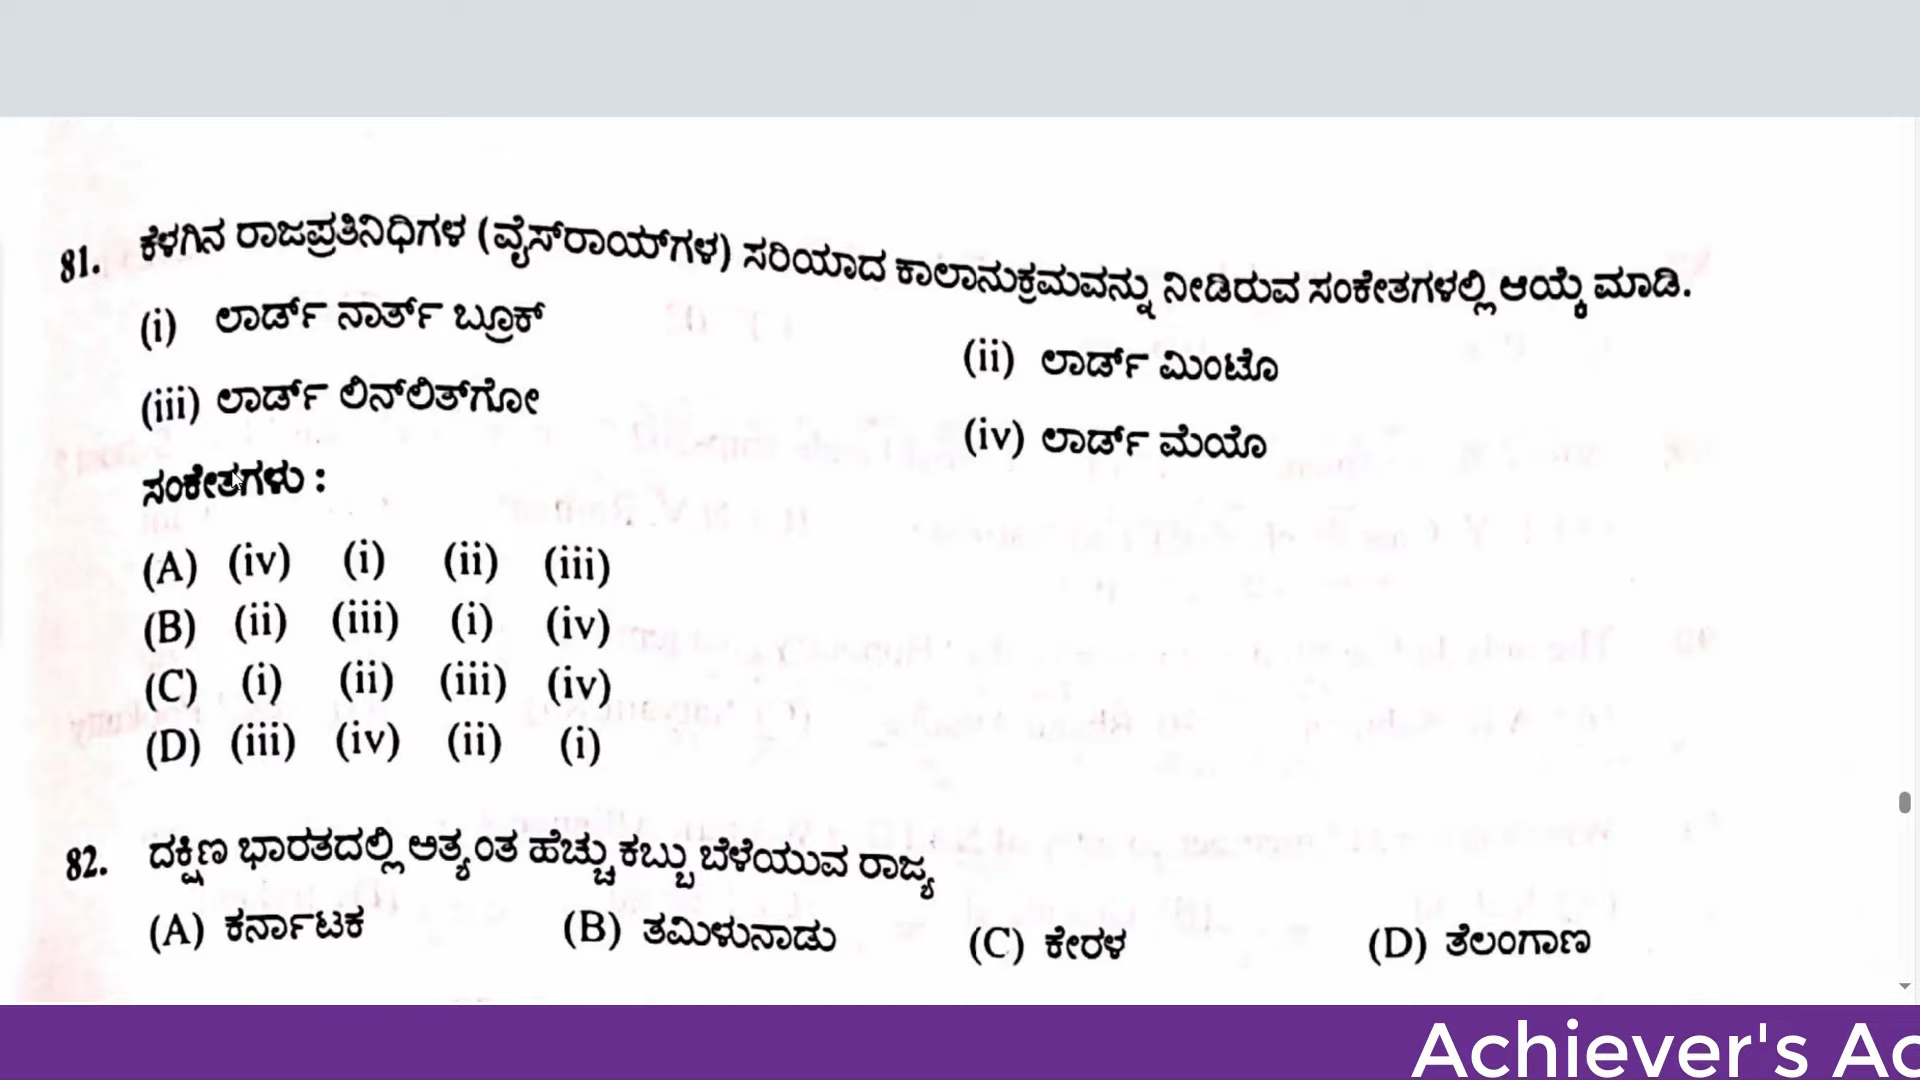 81. ಕೆಳಗಿನ ರಾಜಪ್ರತಿನಿಧಿಗಳ (ವೈಸ್‌ರಾಯ್‌ಗಳ) ಸರಿಯಾದ ಕಾಲಾನುಕ್ರಮವನ್ನು ನೀಡಿರುವ ಸಂಕೇತಗಳಲ್ಲಿ ಆಯ್ಕೆ ಮಾಡಿ.
(i) ಲಾರ್ಡ್ ನಾರ್ತ್ ಬ್ರೂಕ್ (ii) ಲಾರ್ಡ್ ಮಿಂಟೊ
(iii) ಲಾರ್ಡ್ ಲಿನ್‌ಲಿತ್‌ಗೋ (iv) ಲಾರ್ಡ್ ಮೆಯೊ
ಸಂಕೇತಗಳು :
(A) (iv) (i) (ii) (iii)
(B) (ii) (iii) (i) (iv)
(C) (i) (ii) (iii) (iv)
(D) (iii) (iv) (ii) (i)
82. ದಕ್ಷಿಣ ಭಾರತದಲ್ಲಿ ಅತ್ಯಂತ ಹೆಚ್ಚು ಕಬ್ಬು ಬೆಳೆಯುವ ರಾಜ್ಯ
(A) ಕರ್ನಾಟಕ (B) ತಮಿಳುನಾಡು (C) ಕೇರಳ (D) ತೆಲಂಗಾಣ
Achiever's Ac